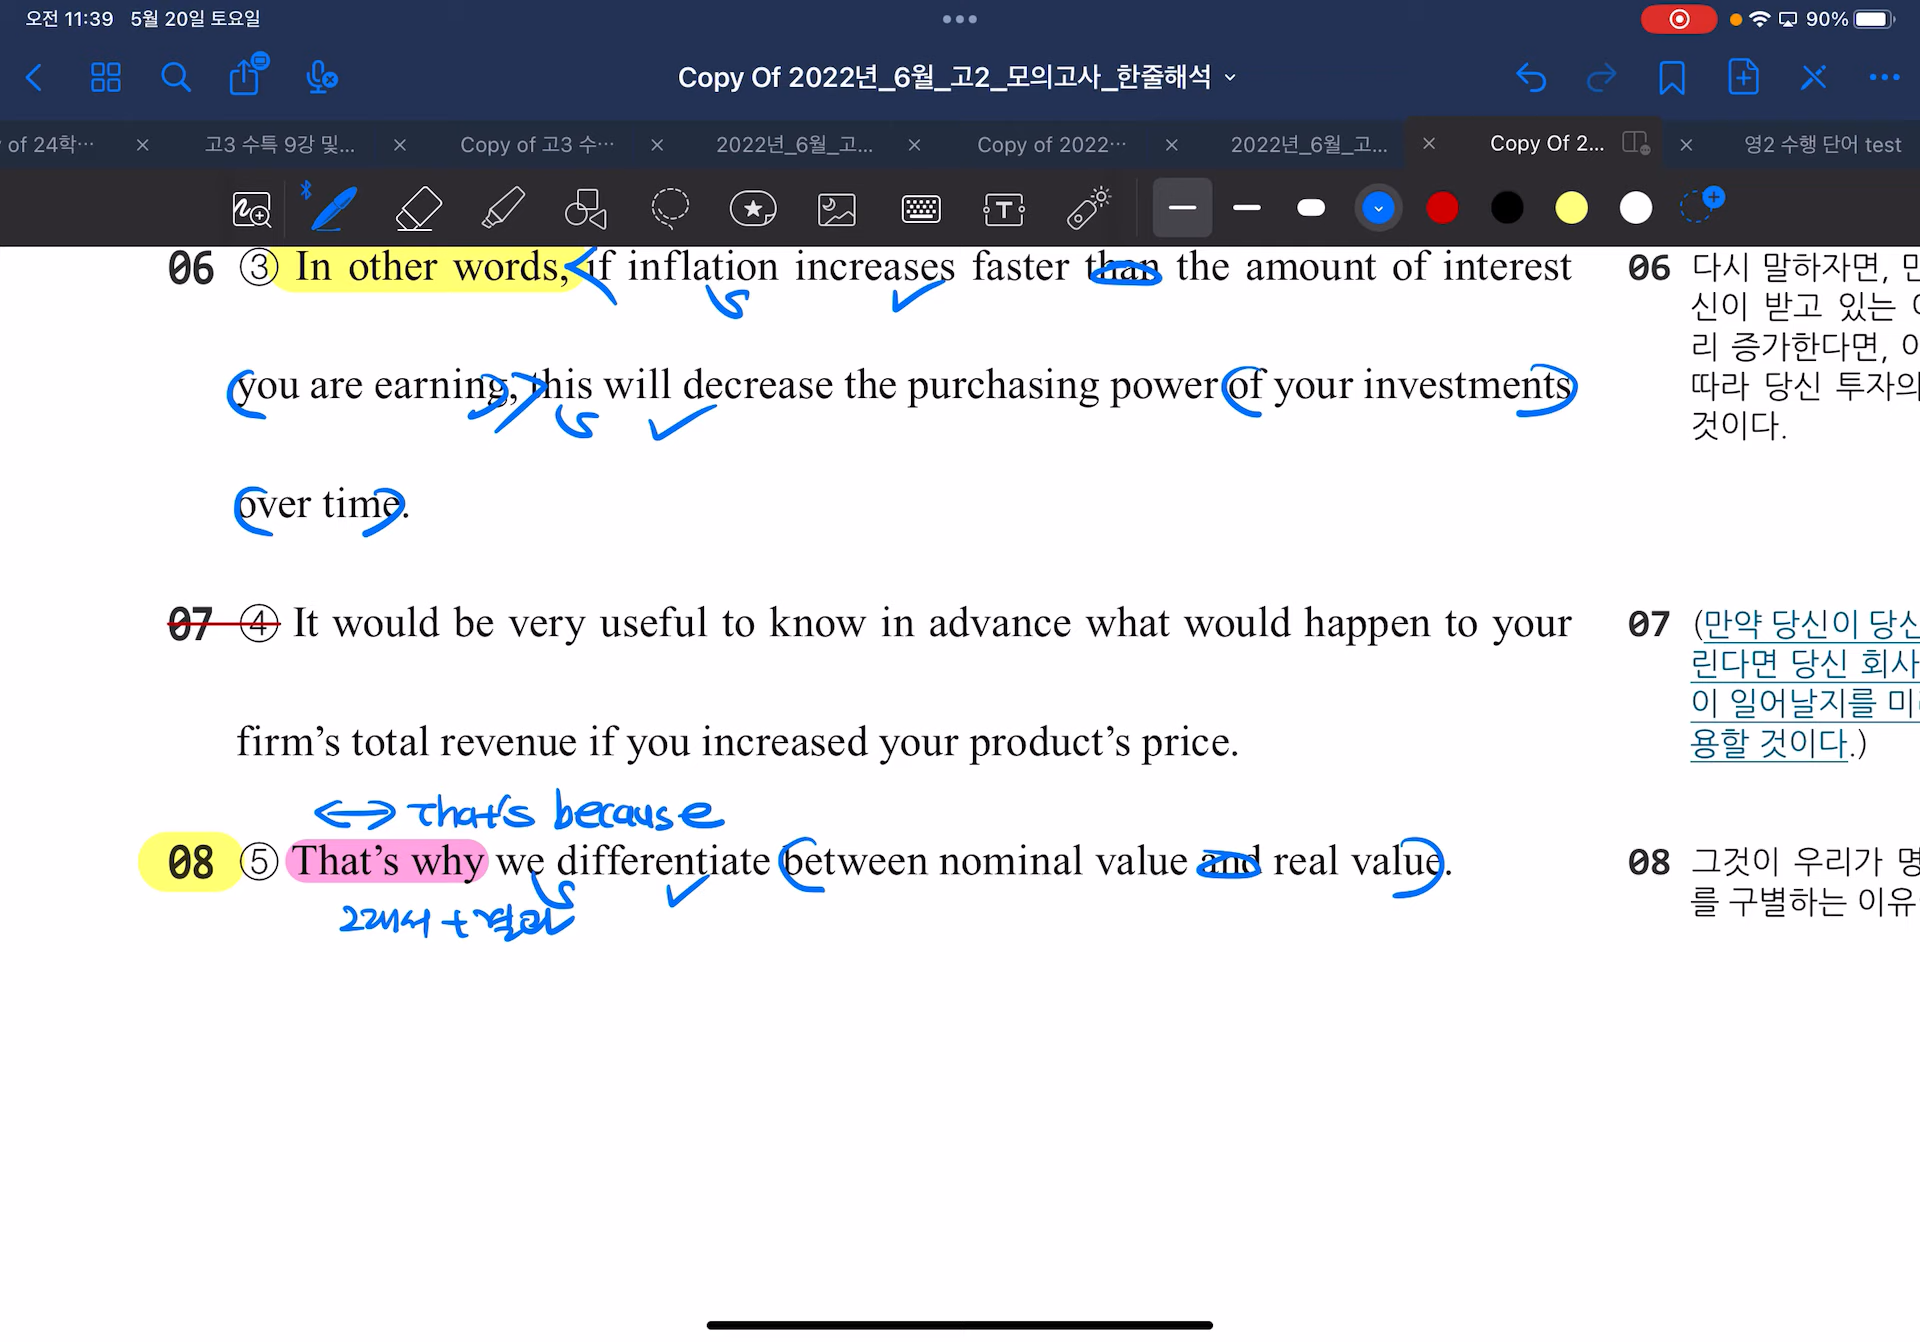 오전 11:39 5월 20일 토요일
90%
Copy Of 2022년_6월_고2_모의고사_한줄해석
of 24학… 고3 수특 9강 및... Copy of 고3 수… 2022년_6월_고... Copy of 2022… 2022년_6월_고... Copy Of 2... 영2 수행 단어 test
06 ③ In other words, if inflation increases faster than the amount of interest
S
you are earning, this will decrease the purchasing power of your investments
S
over time.
06 다시 말하자면,
신이 받고 있는
리 증가한다면,
따라 당신 투자의
것이다.
07 ④ It would be very useful to know in advance what would happen to your
firm's total revenue if you increased your product's price.
07 (만약 당신이 당신
린다면 당신 회사
이 일어날지를
용할 것이다.)
↔ That's because
08 ⑤ That's why we differentiate between nominal value and real value.
S
그래서 + 결과
08 그것이 우리가
를 구별하는 이유